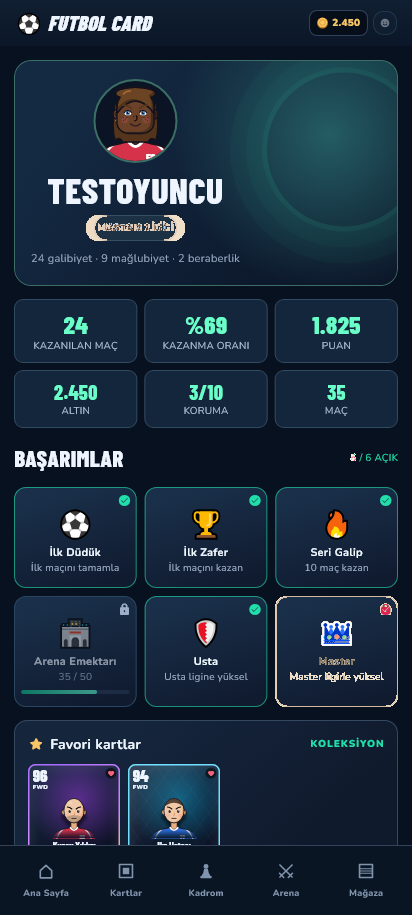 FUTBOL CARD
2.450
TESTOYUNCU
24 galibiyet · 9 mağlubiyet · 2 beraberlik
24
KAZANILAN MAÇ
%69
KAZANMA ORANI
1.825
PUAN
2.450
ALTIN
3/10
KORUMA
35
MAÇ
BAŞARIMLAR
/ 6 AÇIK
İlk Düdük
İlk maçını tamamla
İlk Zafer
İlk maçını kazan
Seri Galip
10 maç kazan
Arena Emektarı
35 / 50
Usta
Usta ligine yüksel
Master
Master ligine yüksel
Favori kartlar
KOLEKSİYON
96
FWD
94
FWD
Ana Sayfa
Kartlar
Kadrom
Arena
Mağaza